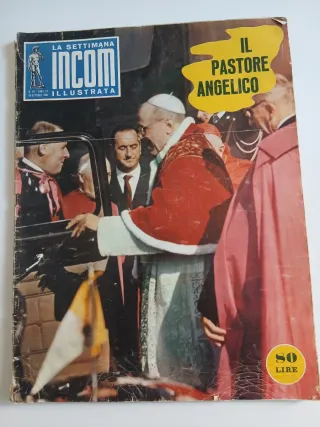 LA SETTIMANA
INCOM
ILLUSTRATA
IL
PASTORE
ANGELICO
80
LIRE